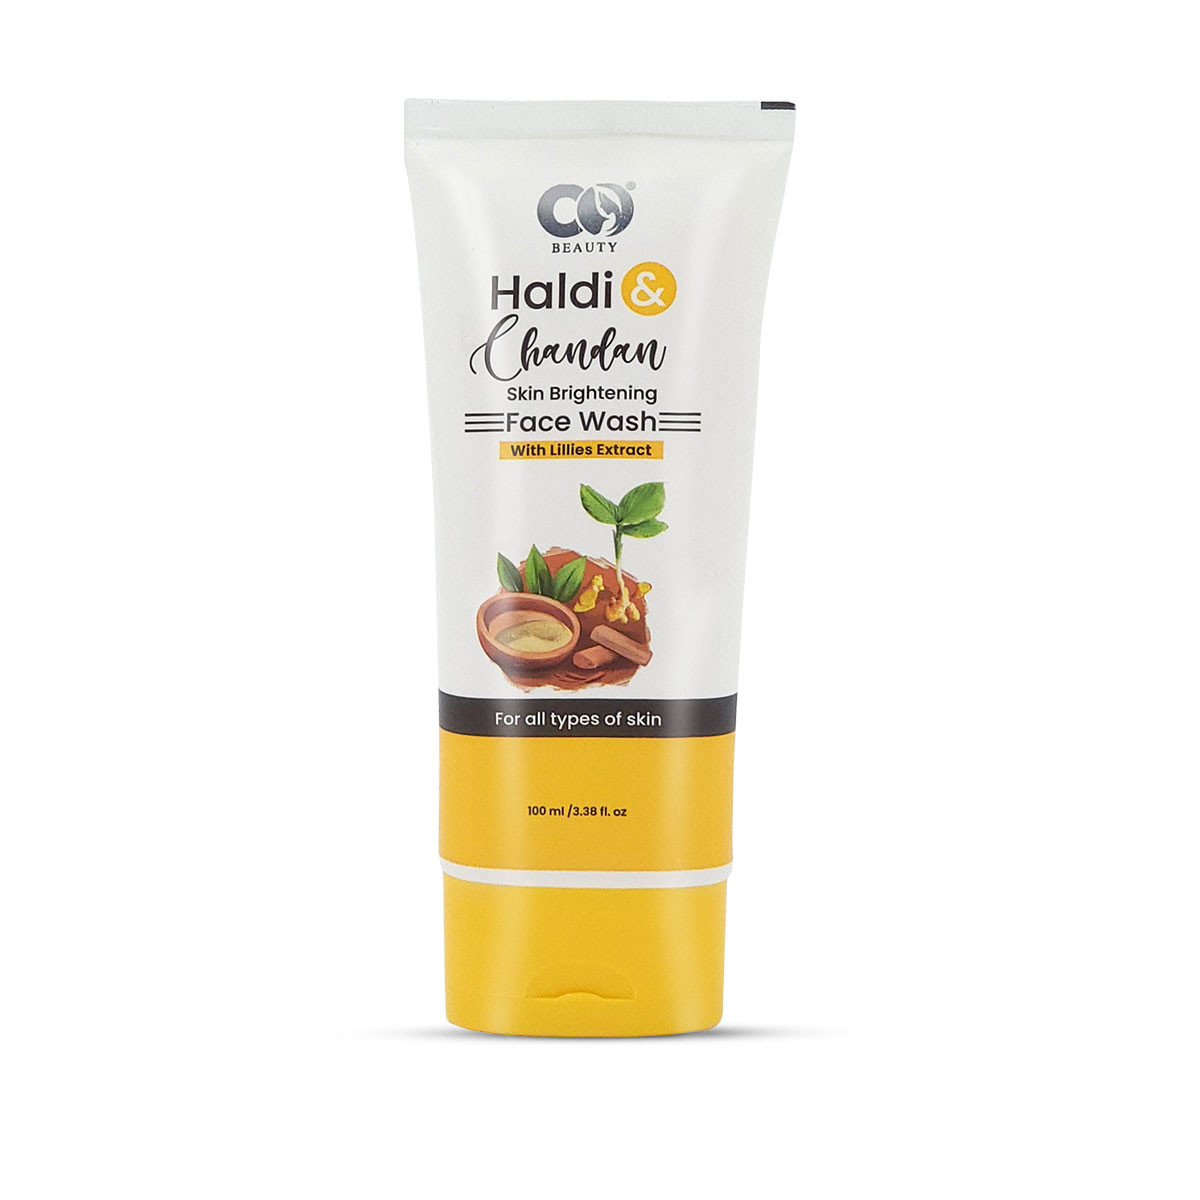 CO®
BEAUTY
Haldi &
Chandan
Skin Brightening
Face Wash
With Lillies Extract
For all types of skin
100 ml /3.38 fl. oz